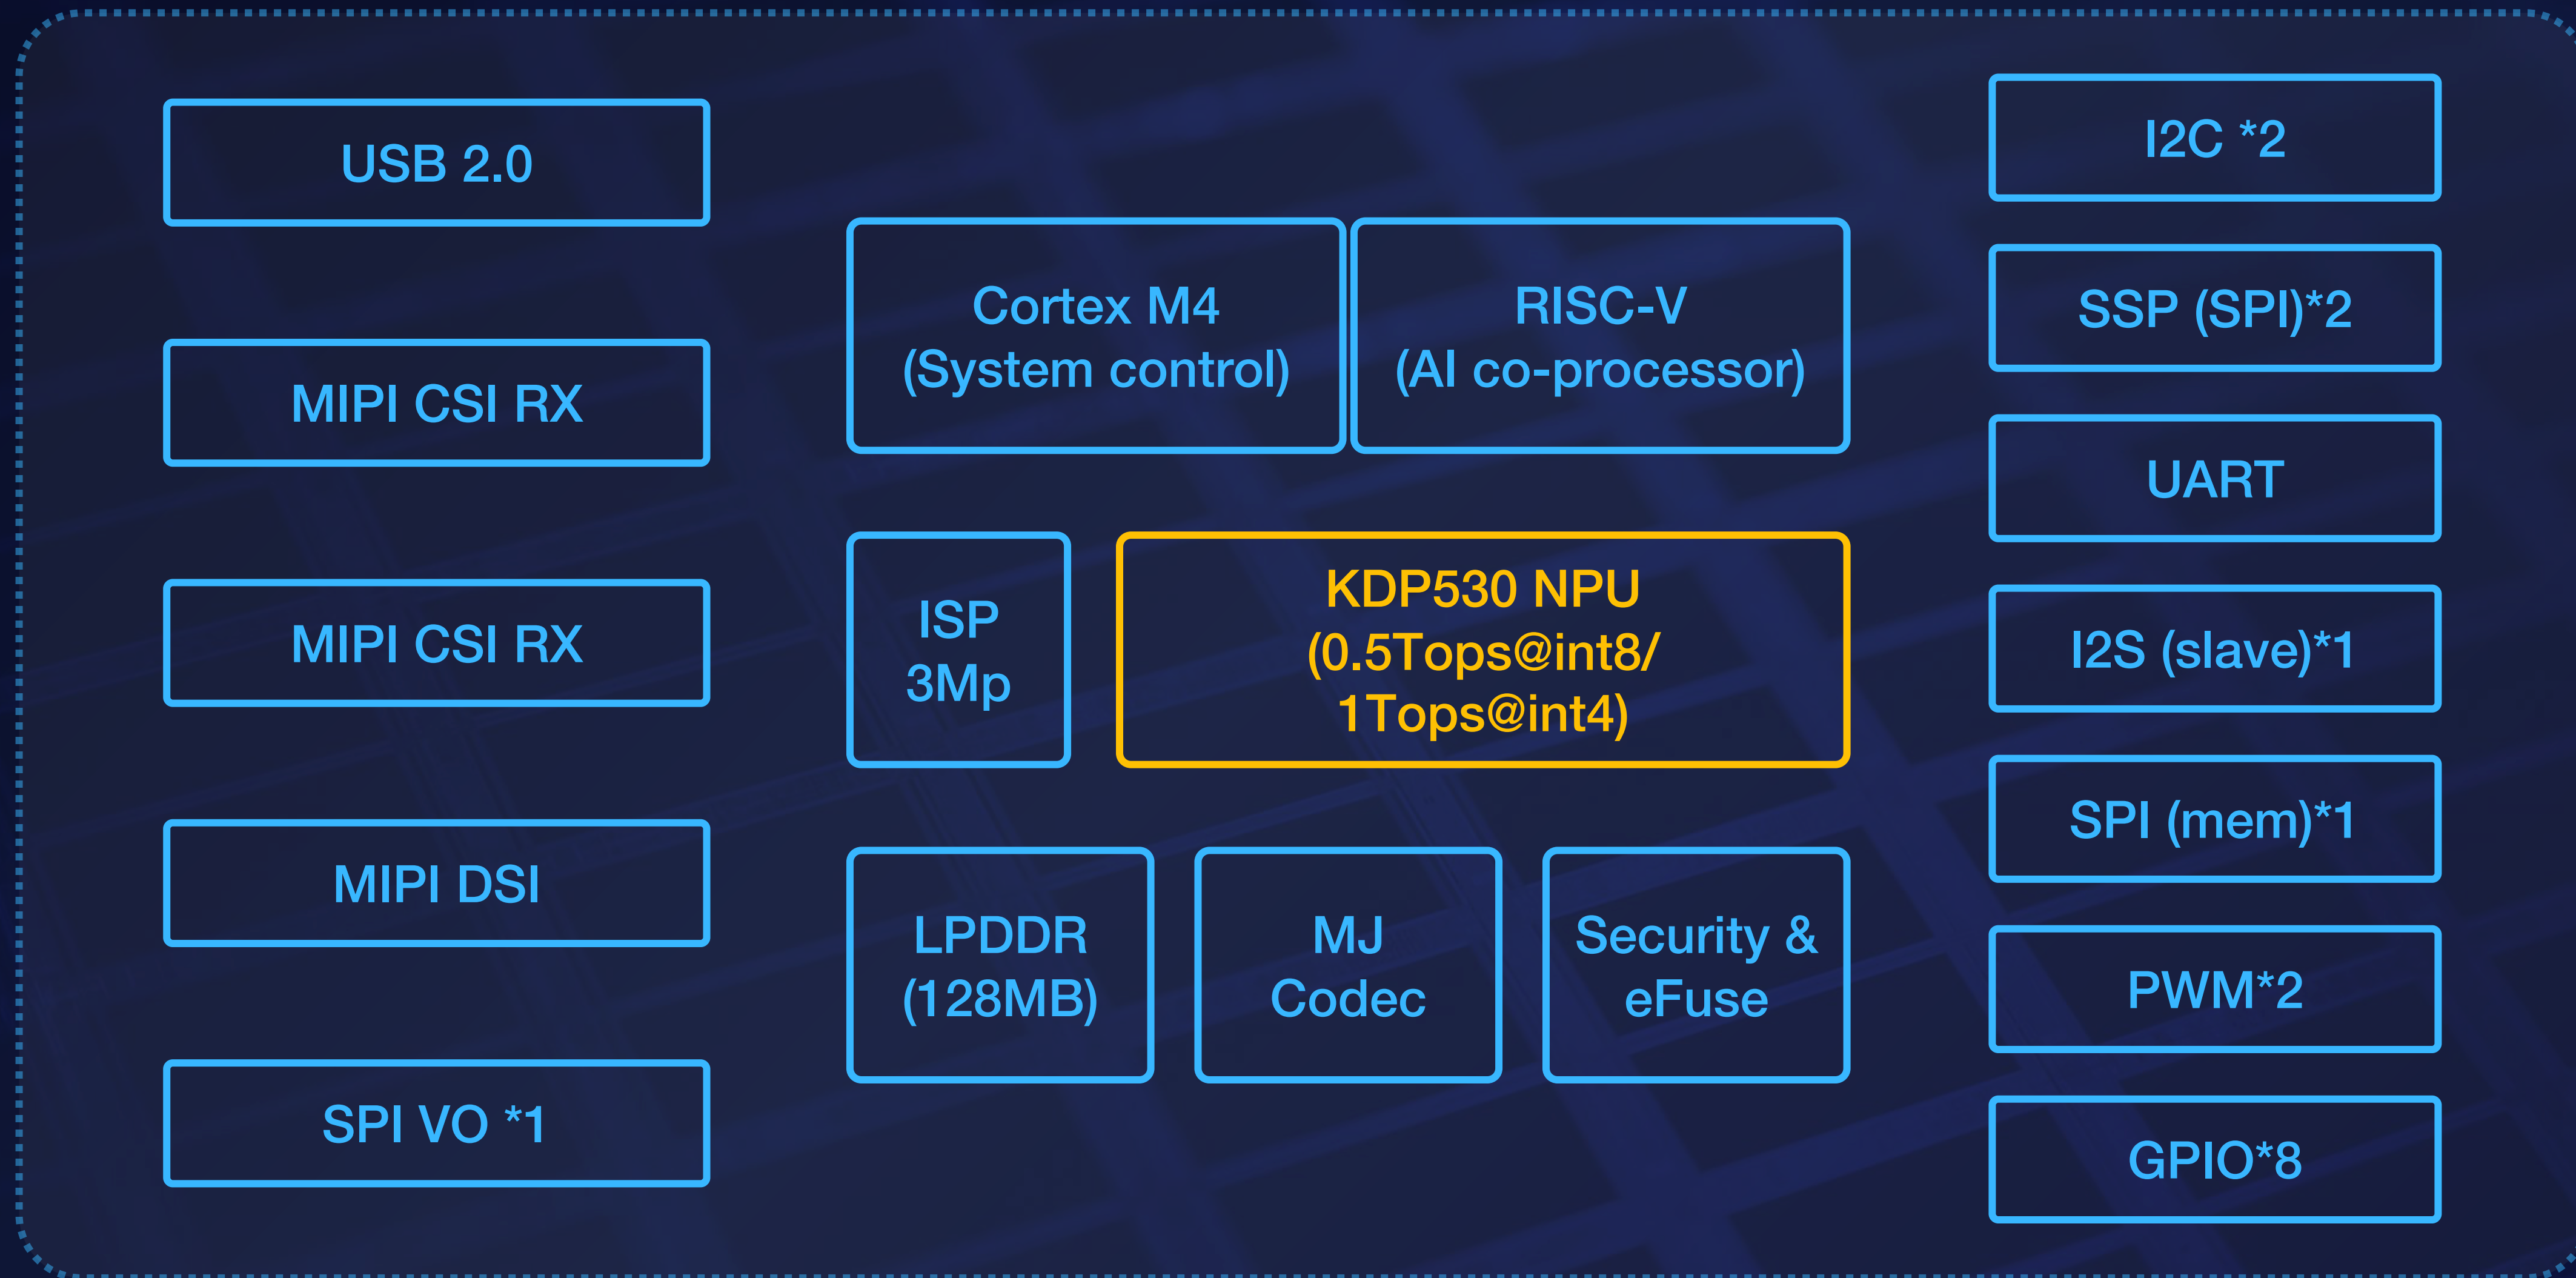 USB 2.0
MIPI CSI RX
MIPI CSI RX
MIPI DSI
SPI VO *1
Cortex M4
(System control)
RISC-V
(AI co-processor)
ISP
3Mp
KDP530 NPU
(0.5Tops@int8/
1Tops@int4)
LPDDR
(128MB)
MJ
Codec
Security &
eFuse
I2C *2
SSP (SPI)*2
UART
I2S (slave)*1
SPI (mem)*1
PWM*2
GPIO*8